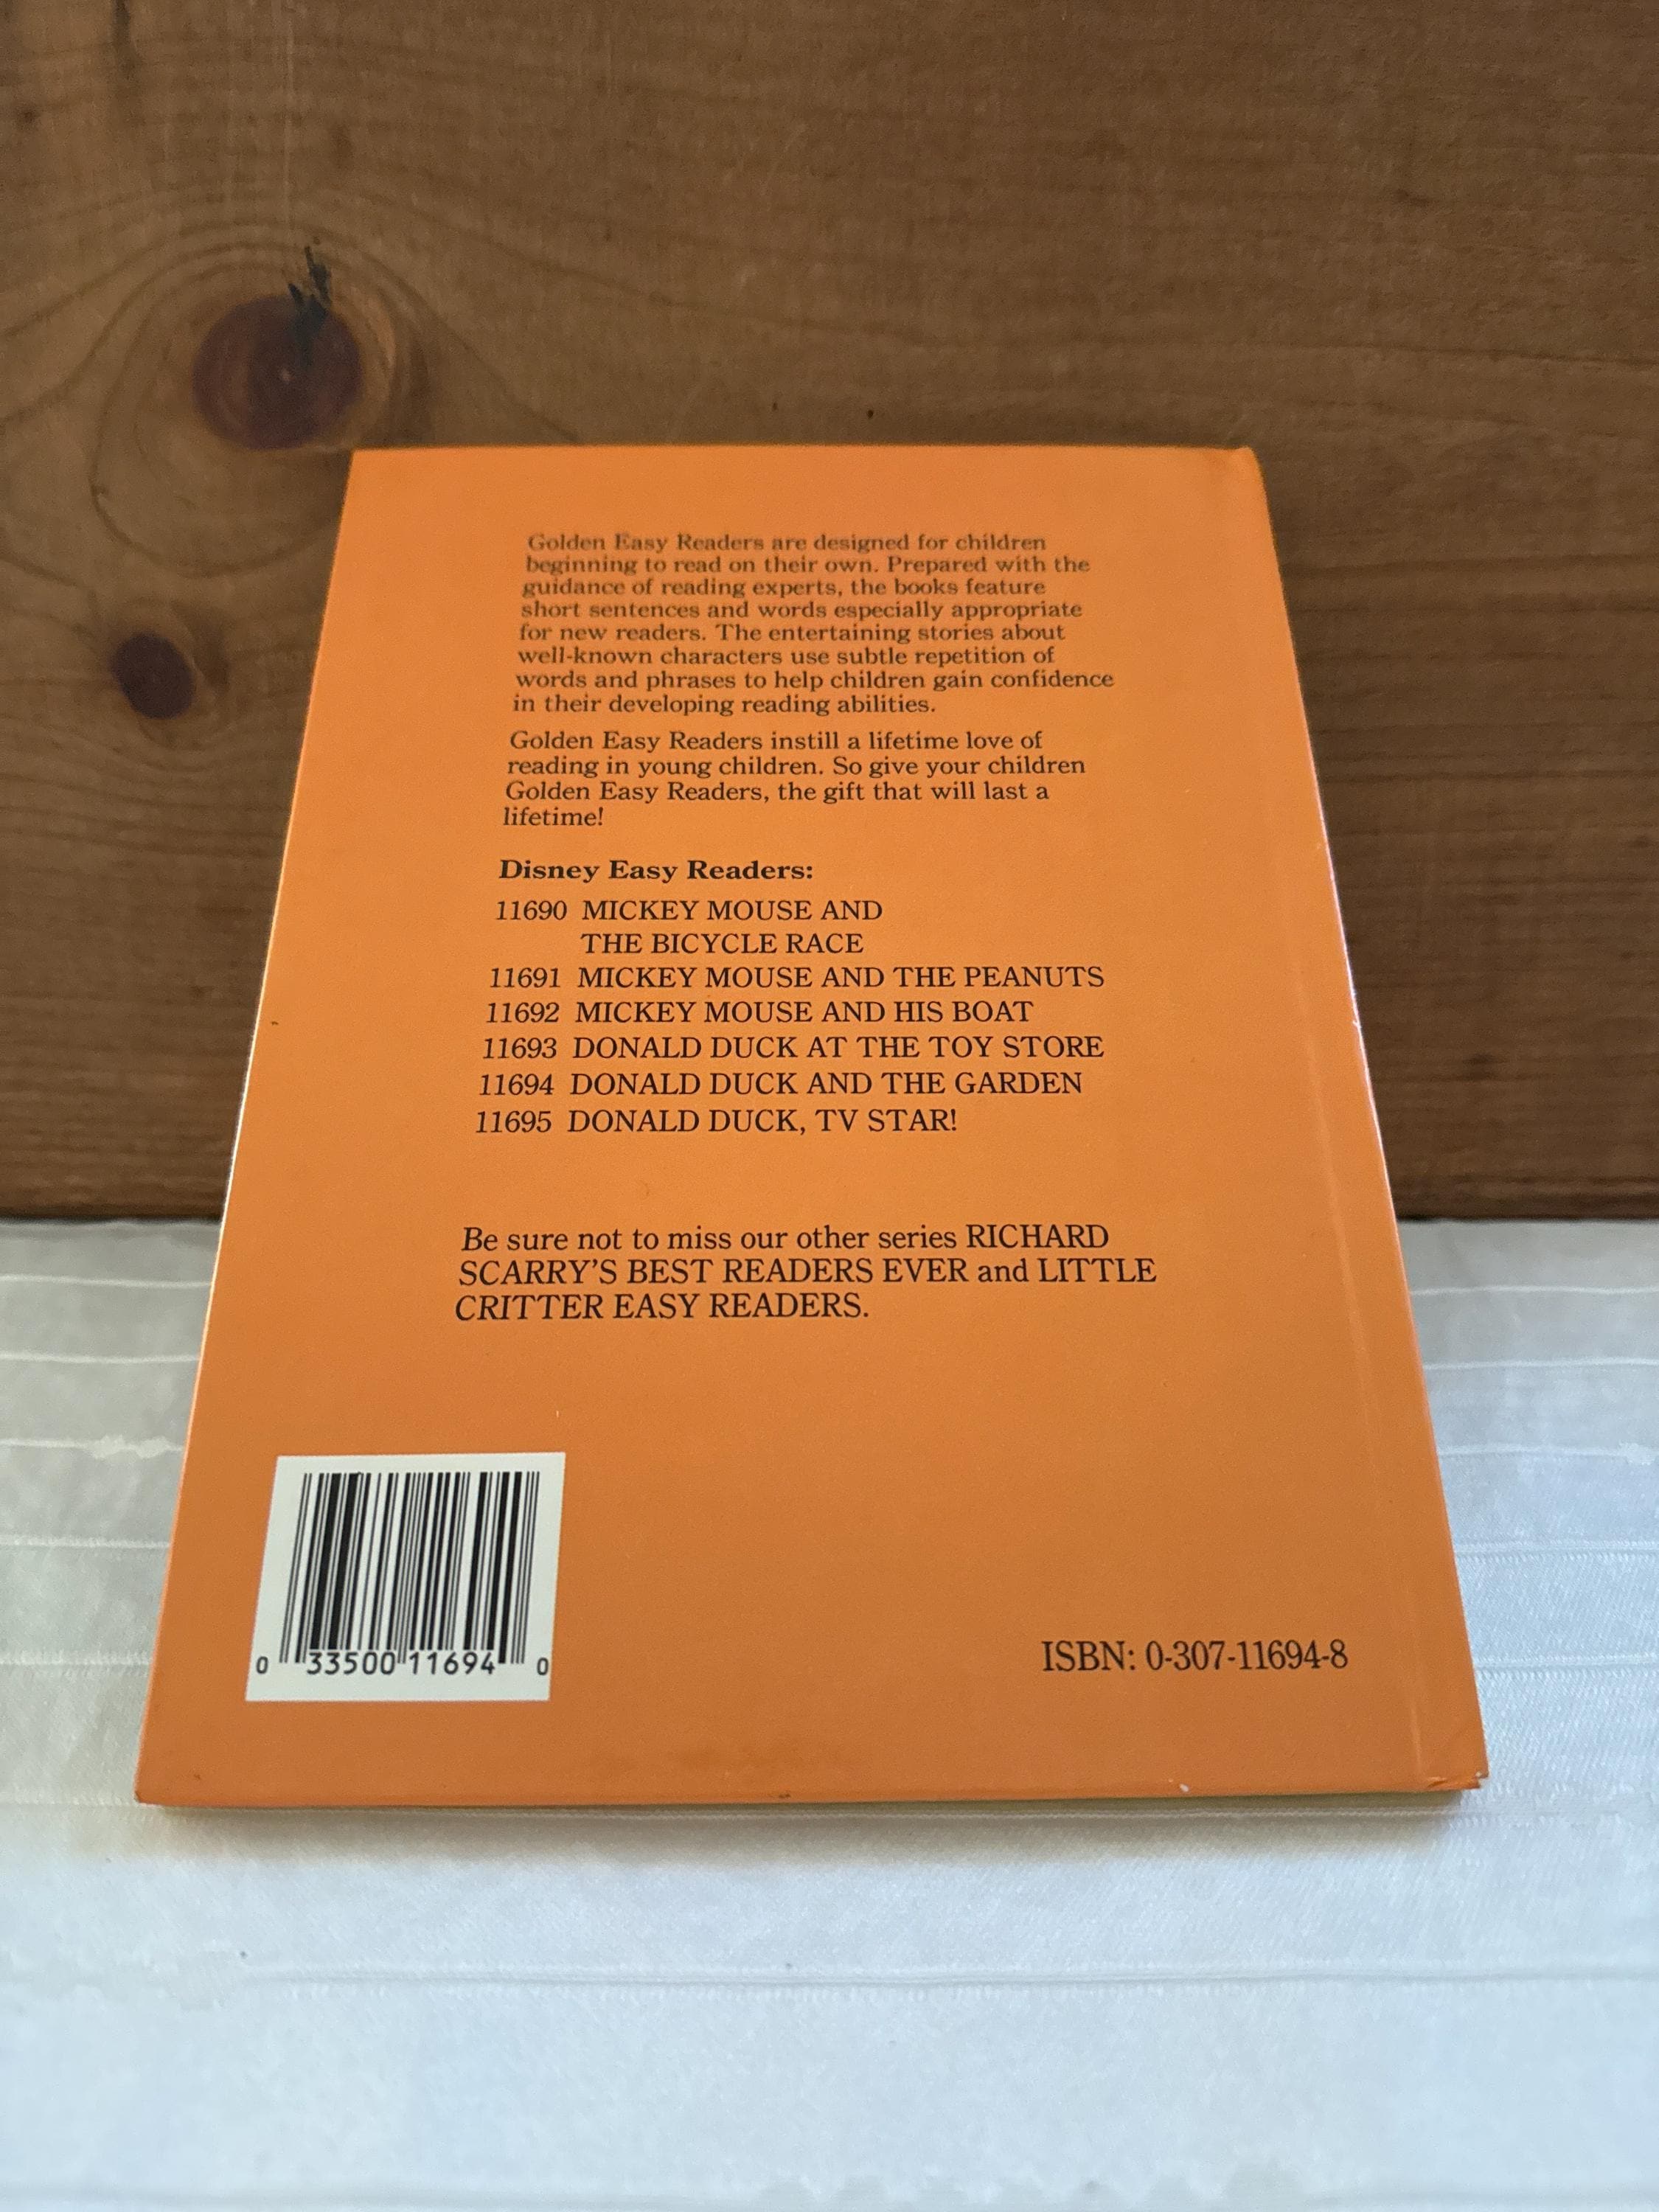 Golden Easy Readers are designed for children
beginning to read on their own. Prepared with the
guidance of reading experts, the books feature
short sentences and words especially appropriate
for new readers. The entertaining stories about
well-known characters use subtle repetition of
words and phrases to help children gain confidence
in their developing reading abilities.
Golden Easy Readers instill a lifetime love of
reading in young children. So give your children
Golden Easy Readers, the gift that will last a
lifetime!
Disney Easy Readers:
11690 MICKEY MOUSE AND
THE BICYCLE RACE
11691 MICKEY MOUSE AND THE PEANUTS
11692 MICKEY MOUSE AND HIS BOAT
11693 DONALD DUCK AT THE TOY STORE
11694 DONALD DUCK AND THE GARDEN
11695 DONALD DUCK, TV STAR!
Be sure not to miss our other series RICHARD
SCARRY'S BEST READERS EVER and LITTLE
CRITTER EASY READERS.
0 33500 11694 0
ISBN: 0-307-11694-8